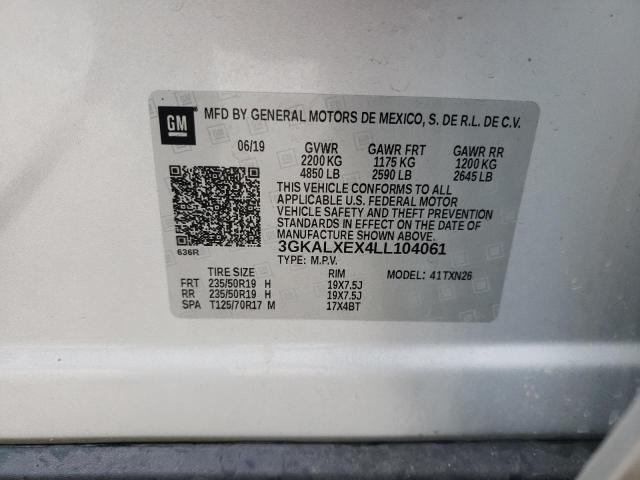 GM MFD BY GENERAL MOTORS DE MEXICO, S. DE R.L. DE C.V.
06/19 GVWR GAWR FRT GAWR RR
2200 KG 1175 KG 1200 KG
4850 LB 2590 LB 2645 LB
THIS VEHICLE CONFORMS TO ALL
APPLICABLE U.S. FEDERAL MOTOR
VEHICLE SAFETY AND THEFT PREVENTION
STANDARDS IN EFFECT ON THE DATE OF
MANUFACTURE SHOWN ABOVE.
636R 3GKALXEX4LL104061
TYPE: M.P.V.
TIRE SIZE RIM MODEL: 41TXN26
FRT 235/50R19 H 19X7.5J
RR 235/50R19 H 19X7.5J
SPA T125/70R17 M 17X4BT